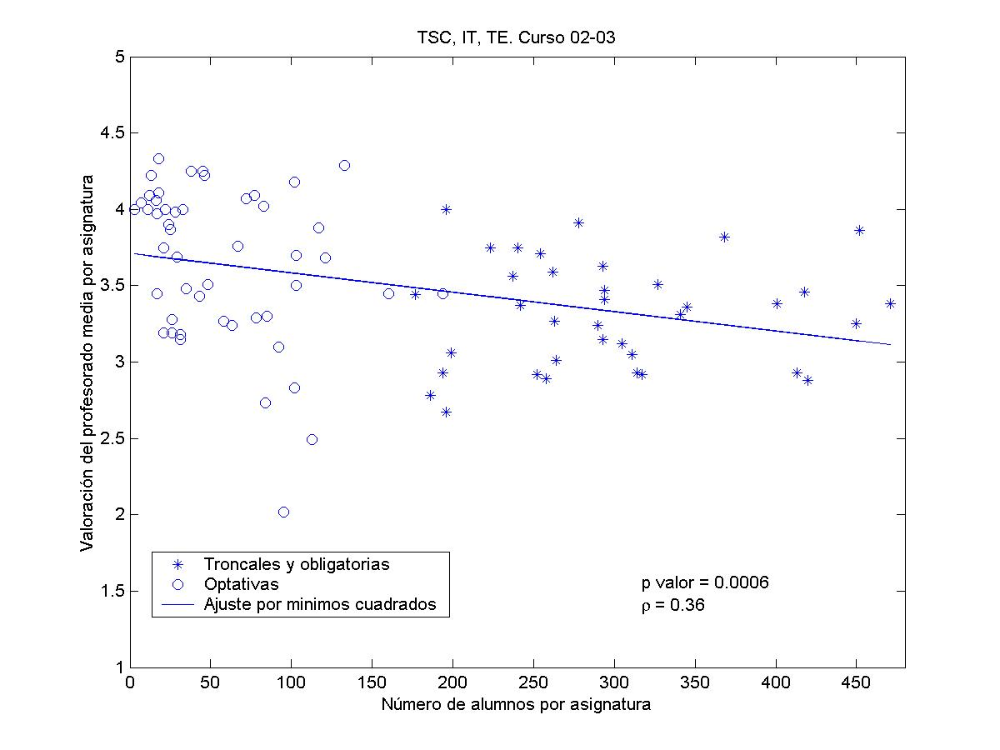 TSC, IT, TE. Curso 02-03
Valoración del profesorado media por asignatura
5
4.5
4
3.5
3
2.5
2
1.5
1
Troncales y obligatorias
Optativas
Ajuste por minimos cuadrados
p valor = 0.0006
ρ = 0.36
0 50 100 150 200 250 300 350 400 450
Número de alumnos por asignatura